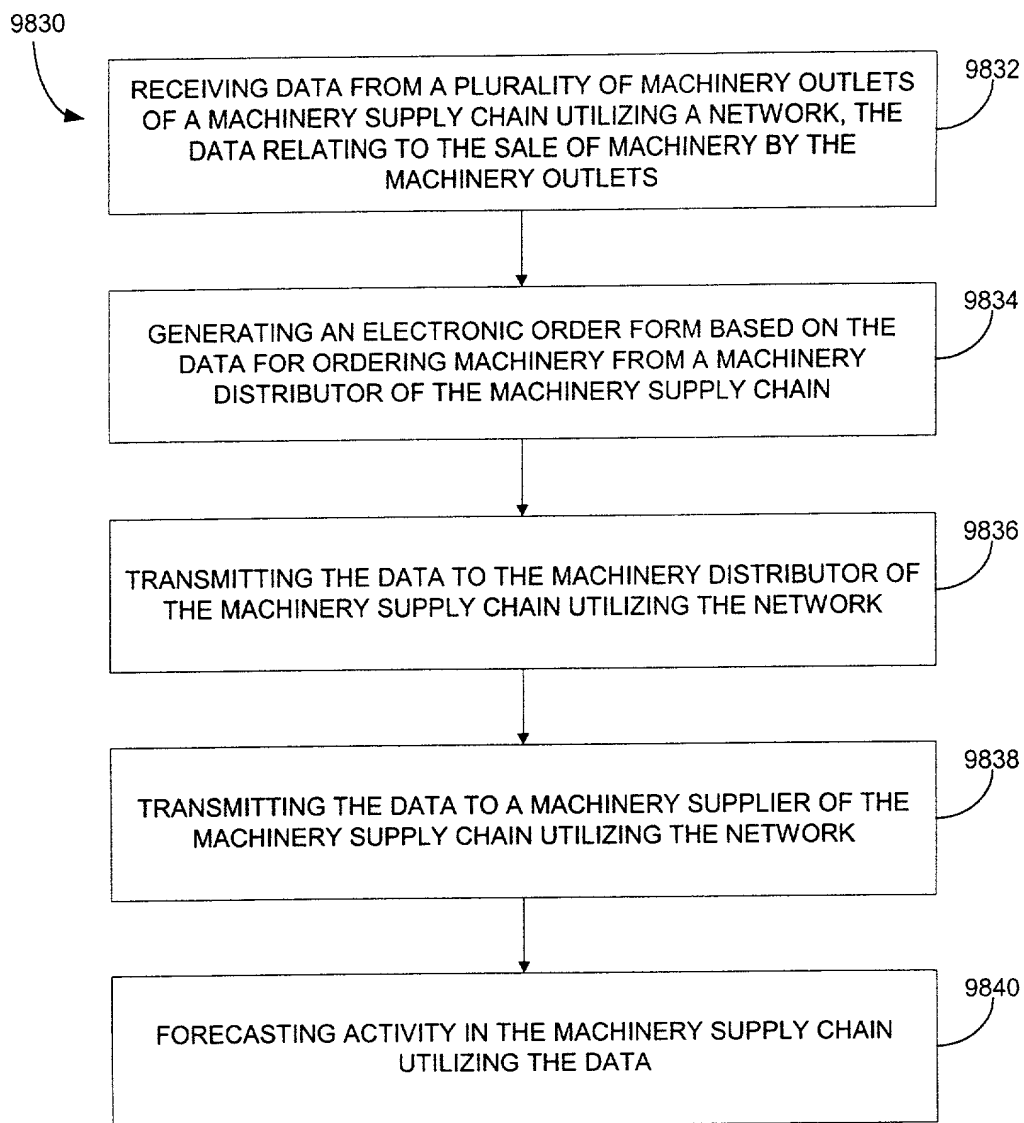 9830
RECEIVING DATA FROM A PLURALITY OF MACHINERY OUTLETS
OF A MACHINERY SUPPLY CHAIN UTILIZING A NETWORK, THE
DATA RELATING TO THE SALE OF MACHINERY BY THE
MACHINERY OUTLETS
9832
GENERATING AN ELECTRONIC ORDER FORM BASED ON THE
DATA FOR ORDERING MACHINERY FROM A MACHINERY
DISTRIBUTOR OF THE MACHINERY SUPPLY CHAIN
9834
TRANSMITTING THE DATA TO THE MACHINERY DISTRIBUTOR OF
THE MACHINERY SUPPLY CHAIN UTILIZING THE NETWORK
9836
TRANSMITTING THE DATA TO A MACHINERY SUPPLIER OF THE
MACHINERY SUPPLY CHAIN UTILIZING THE NETWORK
9838
FORECASTING ACTIVITY IN THE MACHINERY SUPPLY CHAIN
UTILIZING THE DATA
9840